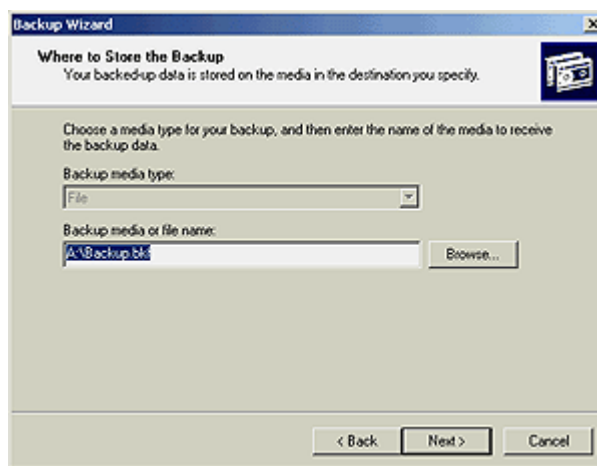 Backup Wizard
Where to Store the Backup
Your backed-up data is stored on the media in the destination you specify.
Choose a media type for your backup, and then enter the name of the media to receive
the backup data.
Backup media type:
File
Backup media or file name:
A:\Backup.bkf
Browse...
< Back
Next >
Cancel